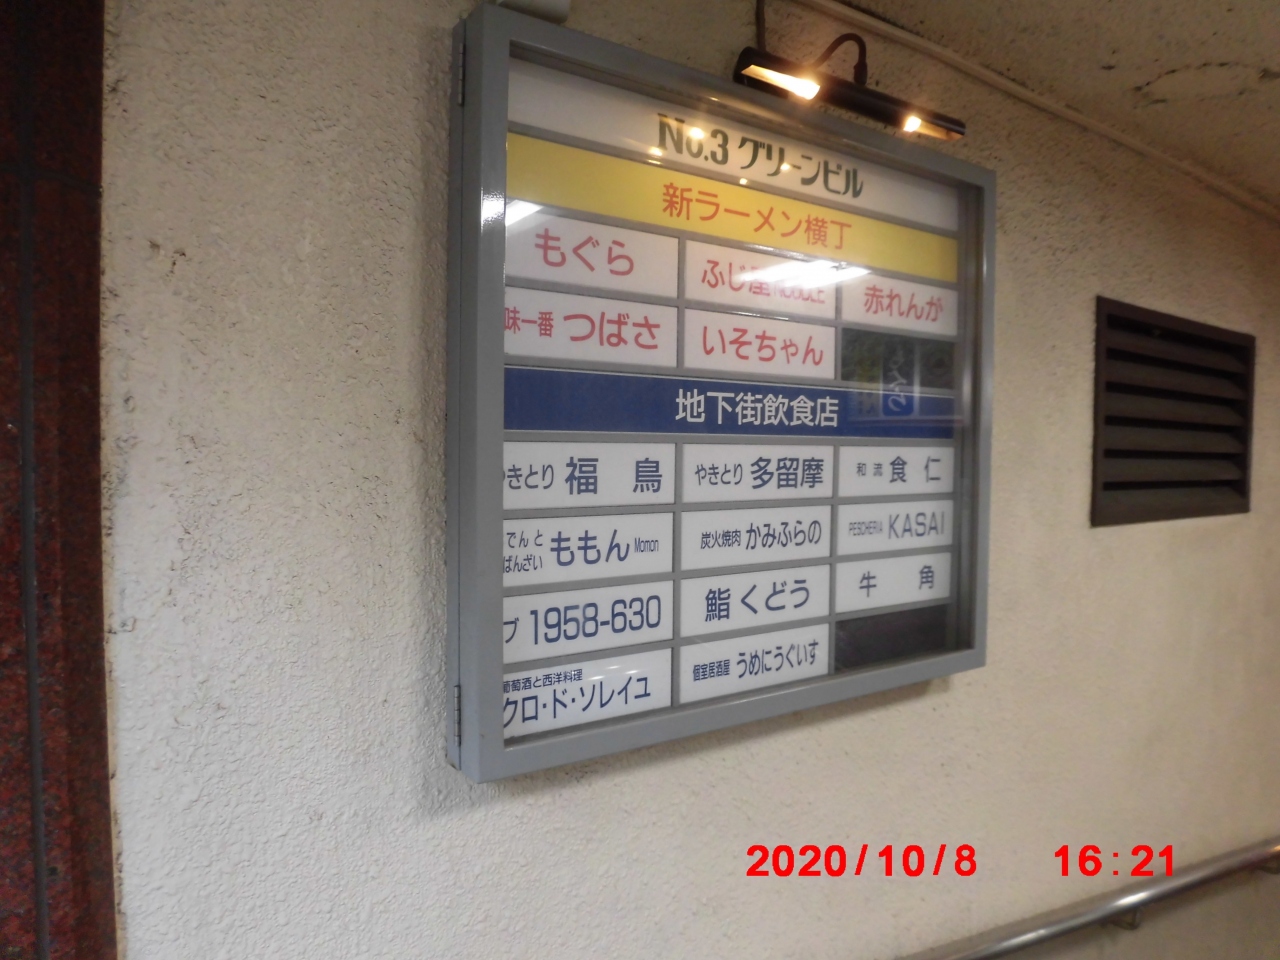 No.3 グリーンビル
新ラーメン横丁
もぐら
ふじ屋 NOODLE
赤れんが
味一番 つばさ
いそちゃん
地下街飲食店
やきとり 福鳥
やきとり 多留摩
和流 食仁
でんと
ばんざい ももん Momon
炭火焼肉 かみふらの
PESCHERIA KASAI
ブ 1958-630
鮨 くどう
牛角
葡萄酒と西洋料理
クロ・ド・ソレイユ
個室居酒屋 うめにうぐいす
2020/10/8 16:21